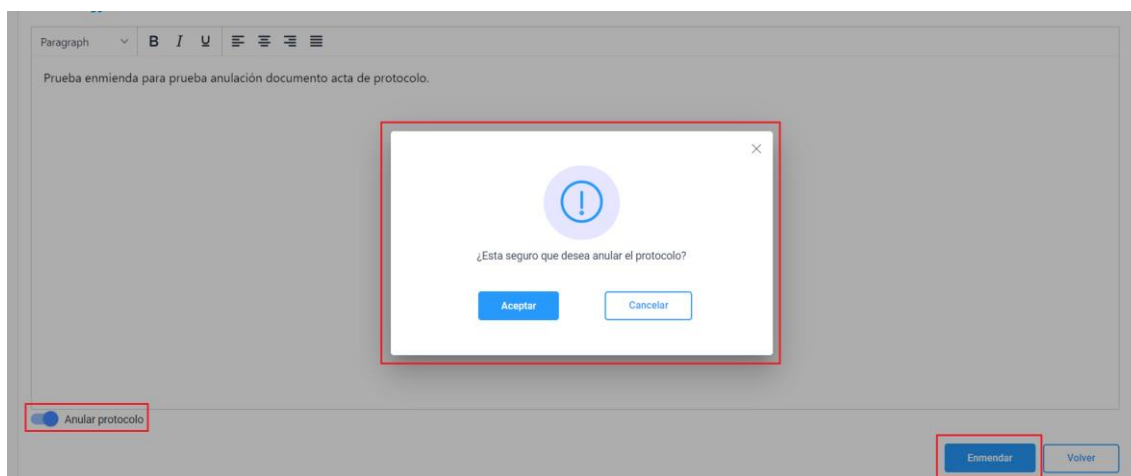 Paragraph B I U
Prueba enmienda para prueba anulación documento acta de protocolo.
¿Esta seguro que desea anular el protocolo?
Aceptar Cancelar
Anular protocolo
Enmendar Volver